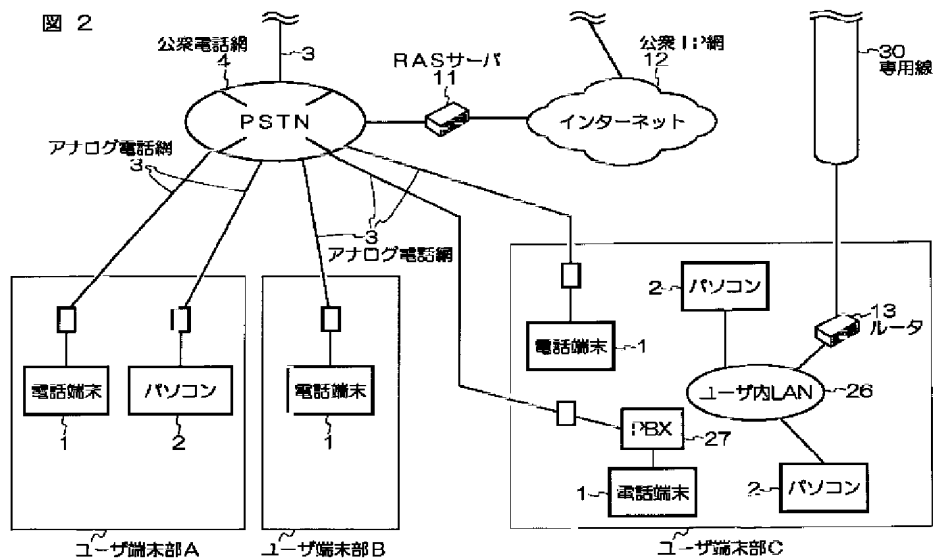 図 2
公衆電話網
4
3
RASサーバ
11
公衆IP網
12
30
専用線
PSTN
インターネット
アナログ電話網
3
3
3
アナログ電話網
2
パソコン
13
ルータ
電話端末
1
電話端末
1
パソコン
2
電話端末
1
ユーザ内LAN
26
PBX
27
1
電話端末
2
パソコン
ユーザ端末部A
ユーザ端末部B
ユーザ端末部C